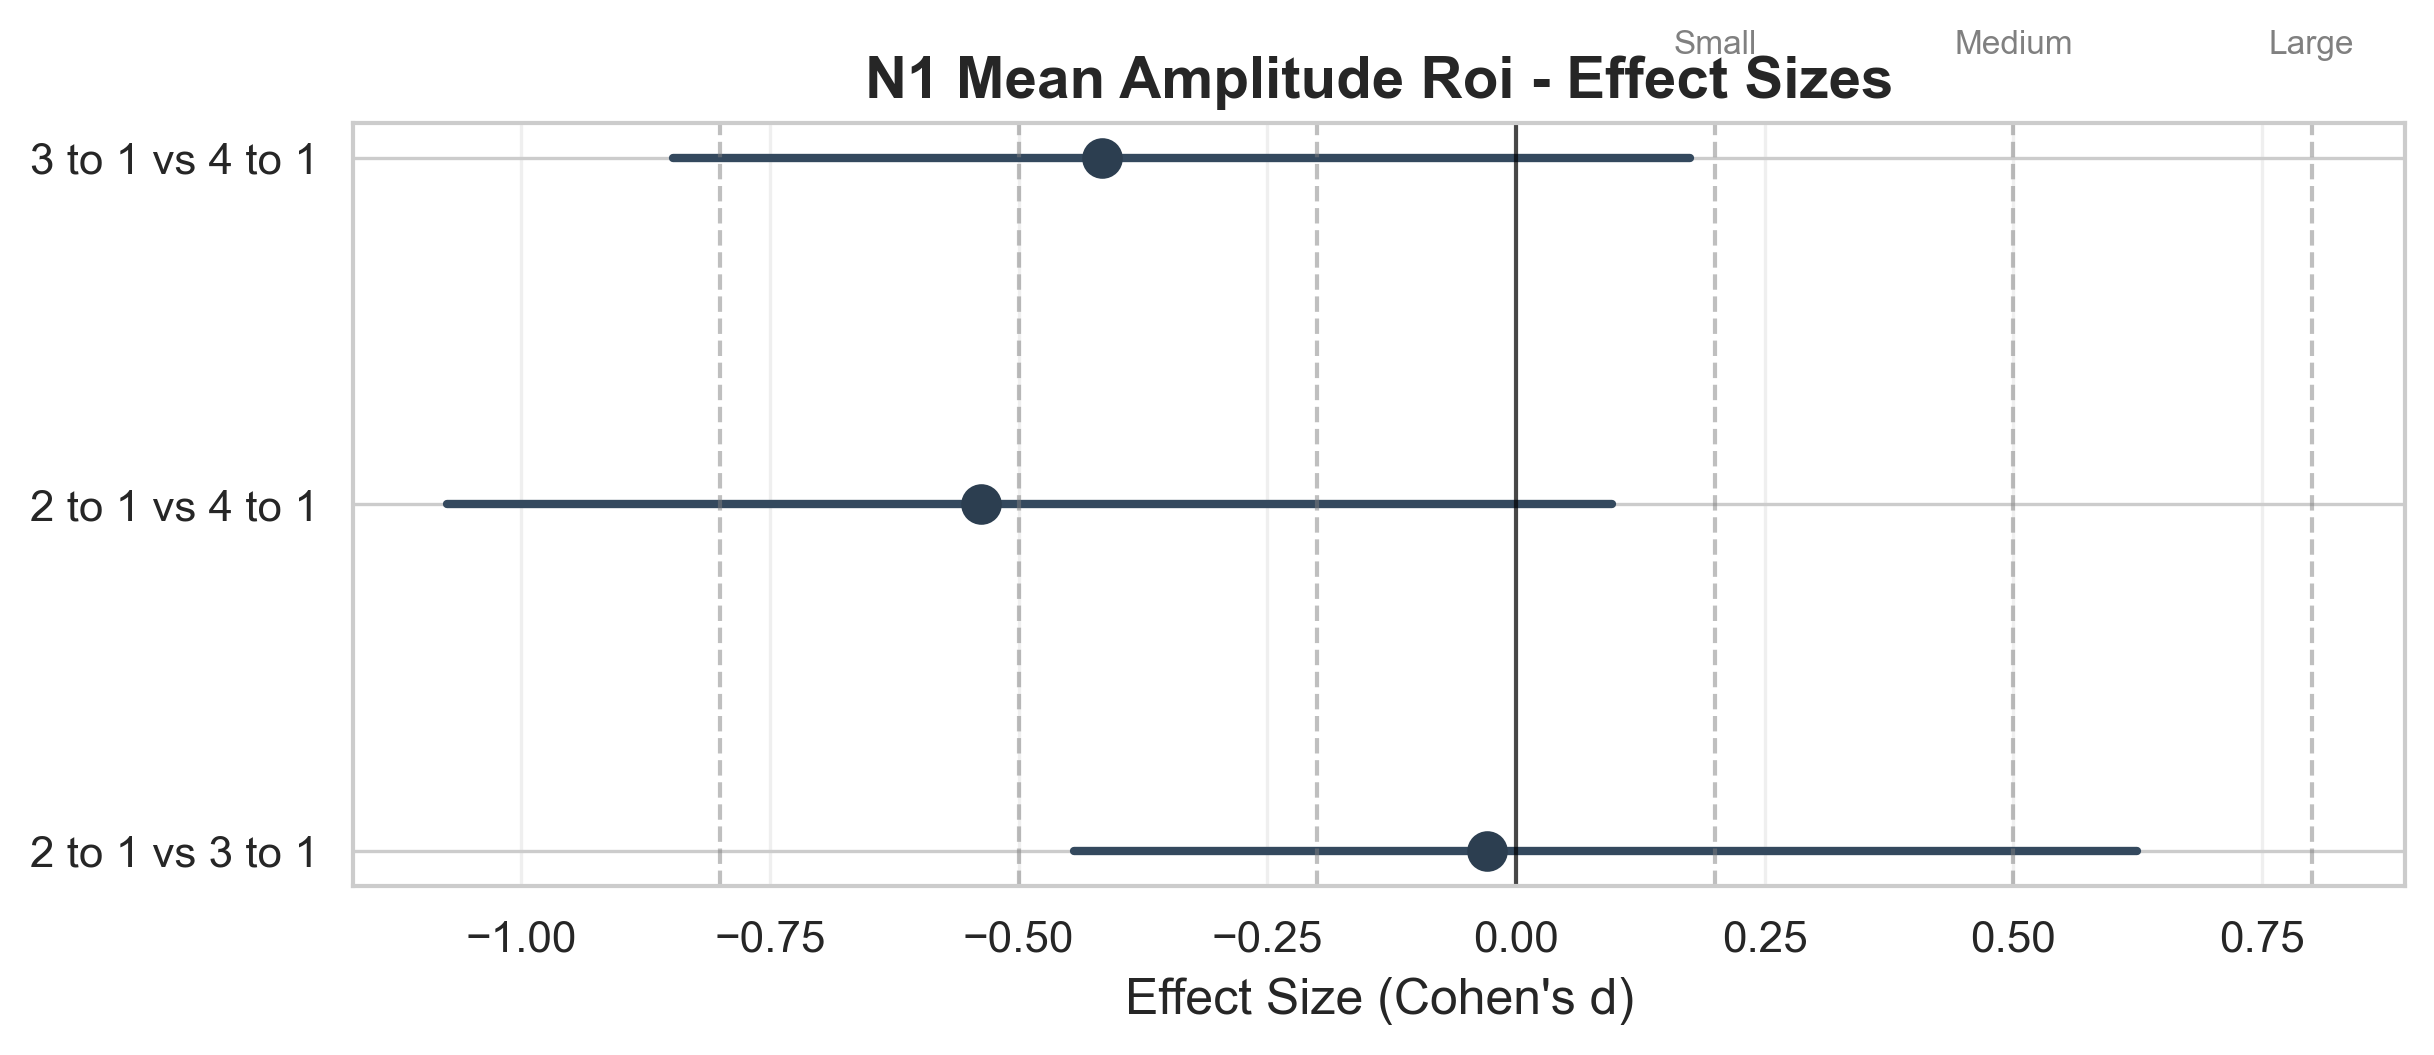 Small Medium Large
N1 Mean Amplitude Roi - Effect Sizes
3 to 1 vs 4 to 1
2 to 1 vs 4 to 1
2 to 1 vs 3 to 1
−1.00 −0.75 −0.50 −0.25 0.00 0.25 0.50 0.75
Effect Size (Cohen's d)